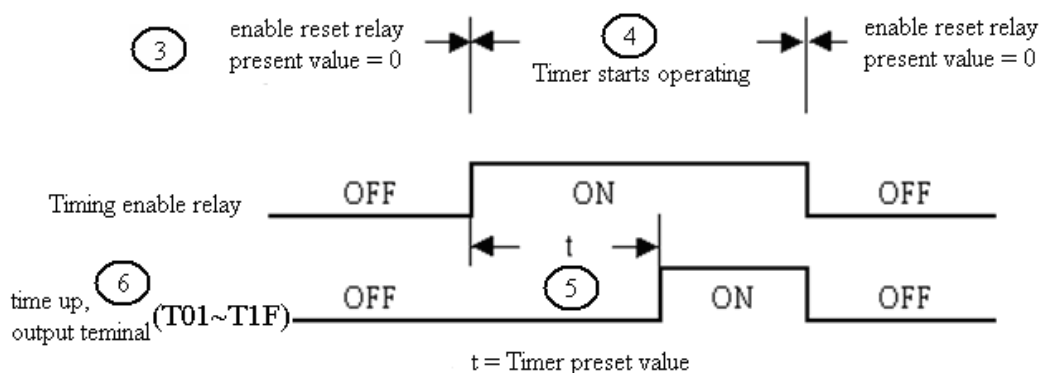 3
enable reset relay
present value = 0
4
Timer starts operating
enable reset relay
present value = 0
Timing enable relay
OFF
ON
OFF
t
6
time up,
output teminal (T01~T1F)
OFF
5
ON
OFF
t = Timer preset value